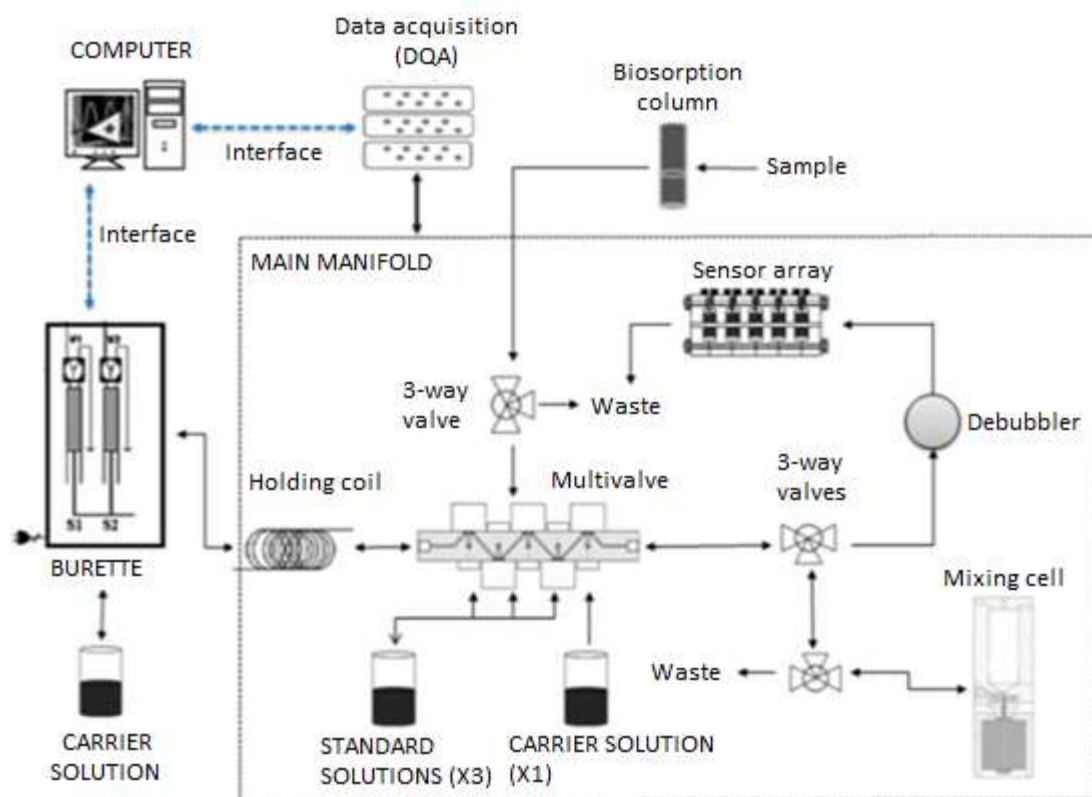 Data acquisition
(DQA)
COMPUTER
Biosorption
column
Interface
Sample
Interface
MAIN MANIFOLD
Sensor array
3-way
valve
Waste
Debubbler
3-way
valves
Holding coil
Multivalve
S1 S2
BURETTE
Mixing cell
Waste
CARRIER
SOLUTION
STANDARD
SOLUTIONS (X3)
CARRIER SOLUTION
(X1)